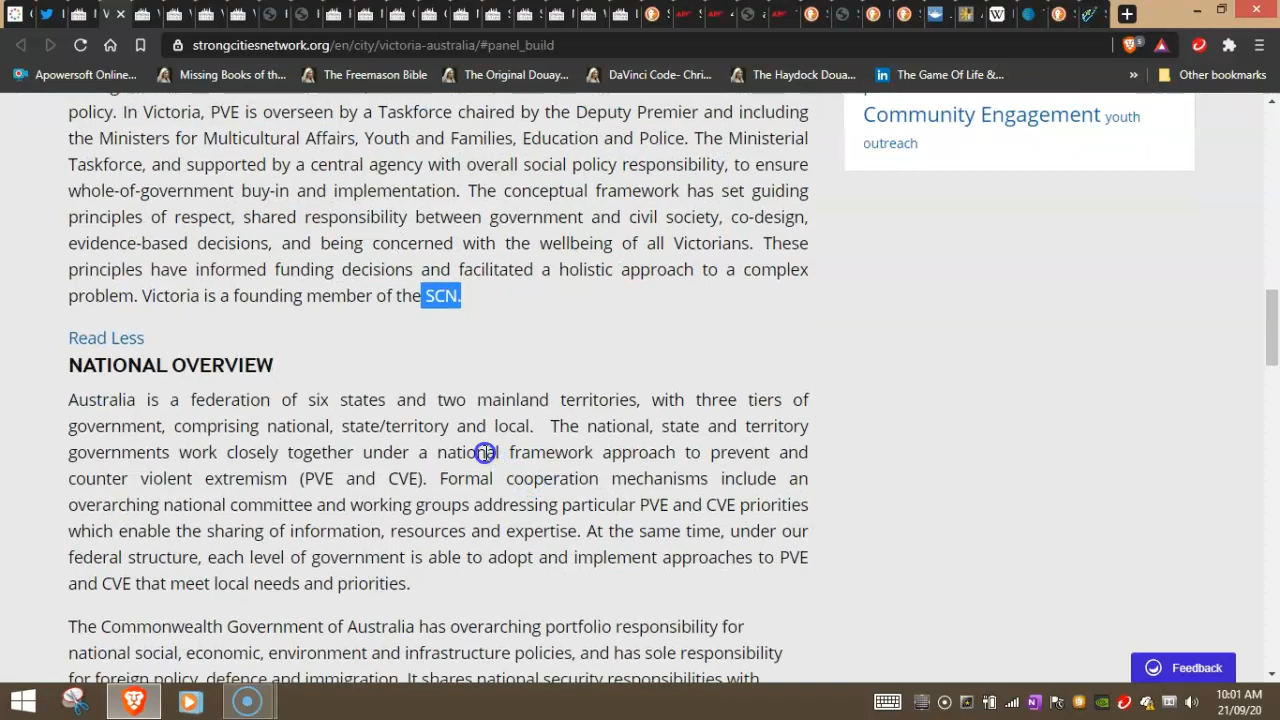 strongcitiesnetwork.org/en/city/victoria-australia/#panel_build
5
Apowersoft Online... Missing Books of th... The Freemason Bible The Original Douay... DaVinci Code- Chri... The Haydock Doua... The Game Of Life &... » Other bookmarks
policy. In Victoria, PVE is overseen by a Taskforce chaired by the Deputy Premier and including
the Ministers for Multicultural Affairs, Youth and Families, Education and Police. The Ministerial
Taskforce, and supported by a central agency with overall social policy responsibility, to ensure
whole-of-government buy-in and implementation. The conceptual framework has set guiding
principles of respect, shared responsibility between government and civil society, co-design,
evidence-based decisions, and being concerned with the wellbeing of all Victorians. These
principles have informed funding decisions and facilitated a holistic approach to a complex
problem. Victoria is a founding member of the SCN.
Read Less
NATIONAL OVERVIEW
Australia is a federation of six states and two mainland territories, with three tiers of
government, comprising national, state/territory and local. The national, state and territory
governments work closely together under a national framework approach to prevent and
counter violent extremism (PVE and CVE). Formal cooperation mechanisms include an
overarching national committee and working groups addressing particular PVE and CVE priorities
which enable the sharing of information, resources and expertise. At the same time, under our
federal structure, each level of government is able to adopt and implement approaches to PVE
and CVE that meet local needs and priorities.
The Commonwealth Government of Australia has overarching portfolio responsibility for
national social, economic, environment and infrastructure policies, and has sole responsibility
for foreign policy, defence and immigration. It shares national security responsibilities with
Community Engagement youth
outreach
Feedback
10:01 AM
21/09/20